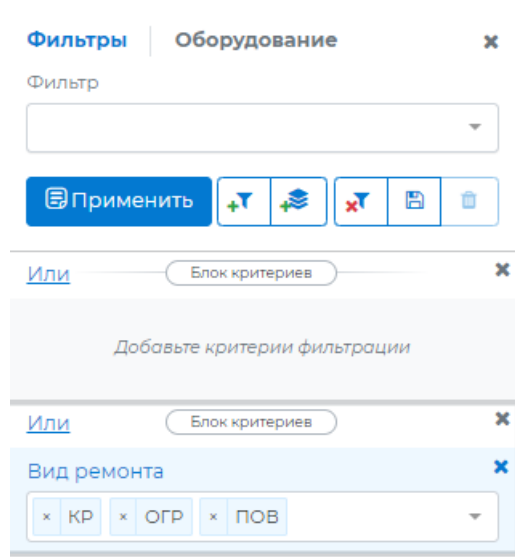 Фильтры Оборудование
Фильтр
Применить
Или Блок критериев
Добавьте критерии фильтрации
Или Блок критериев
Вид ремонта
× КР × ОГР × ПОВ